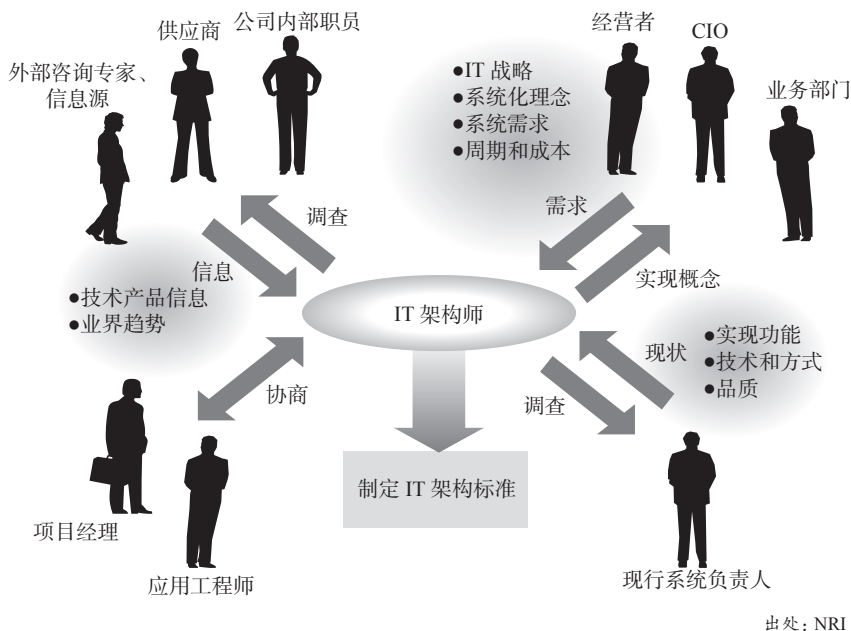 供应商
公司内部职员
外部咨询专家、
信息源
经营者
CIO
业务部门
●IT 战略
●系统化理念
●系统需求
●周期和成本
调查
信息
需求
实现概念
●技术产品信息
●业界趋势
IT 架构师
现状
●实现功能
●技术和方式
●品质
协商
调查
制定 IT 架构标准
项目经理
应用工程师
现行系统负责人
出处: NRI